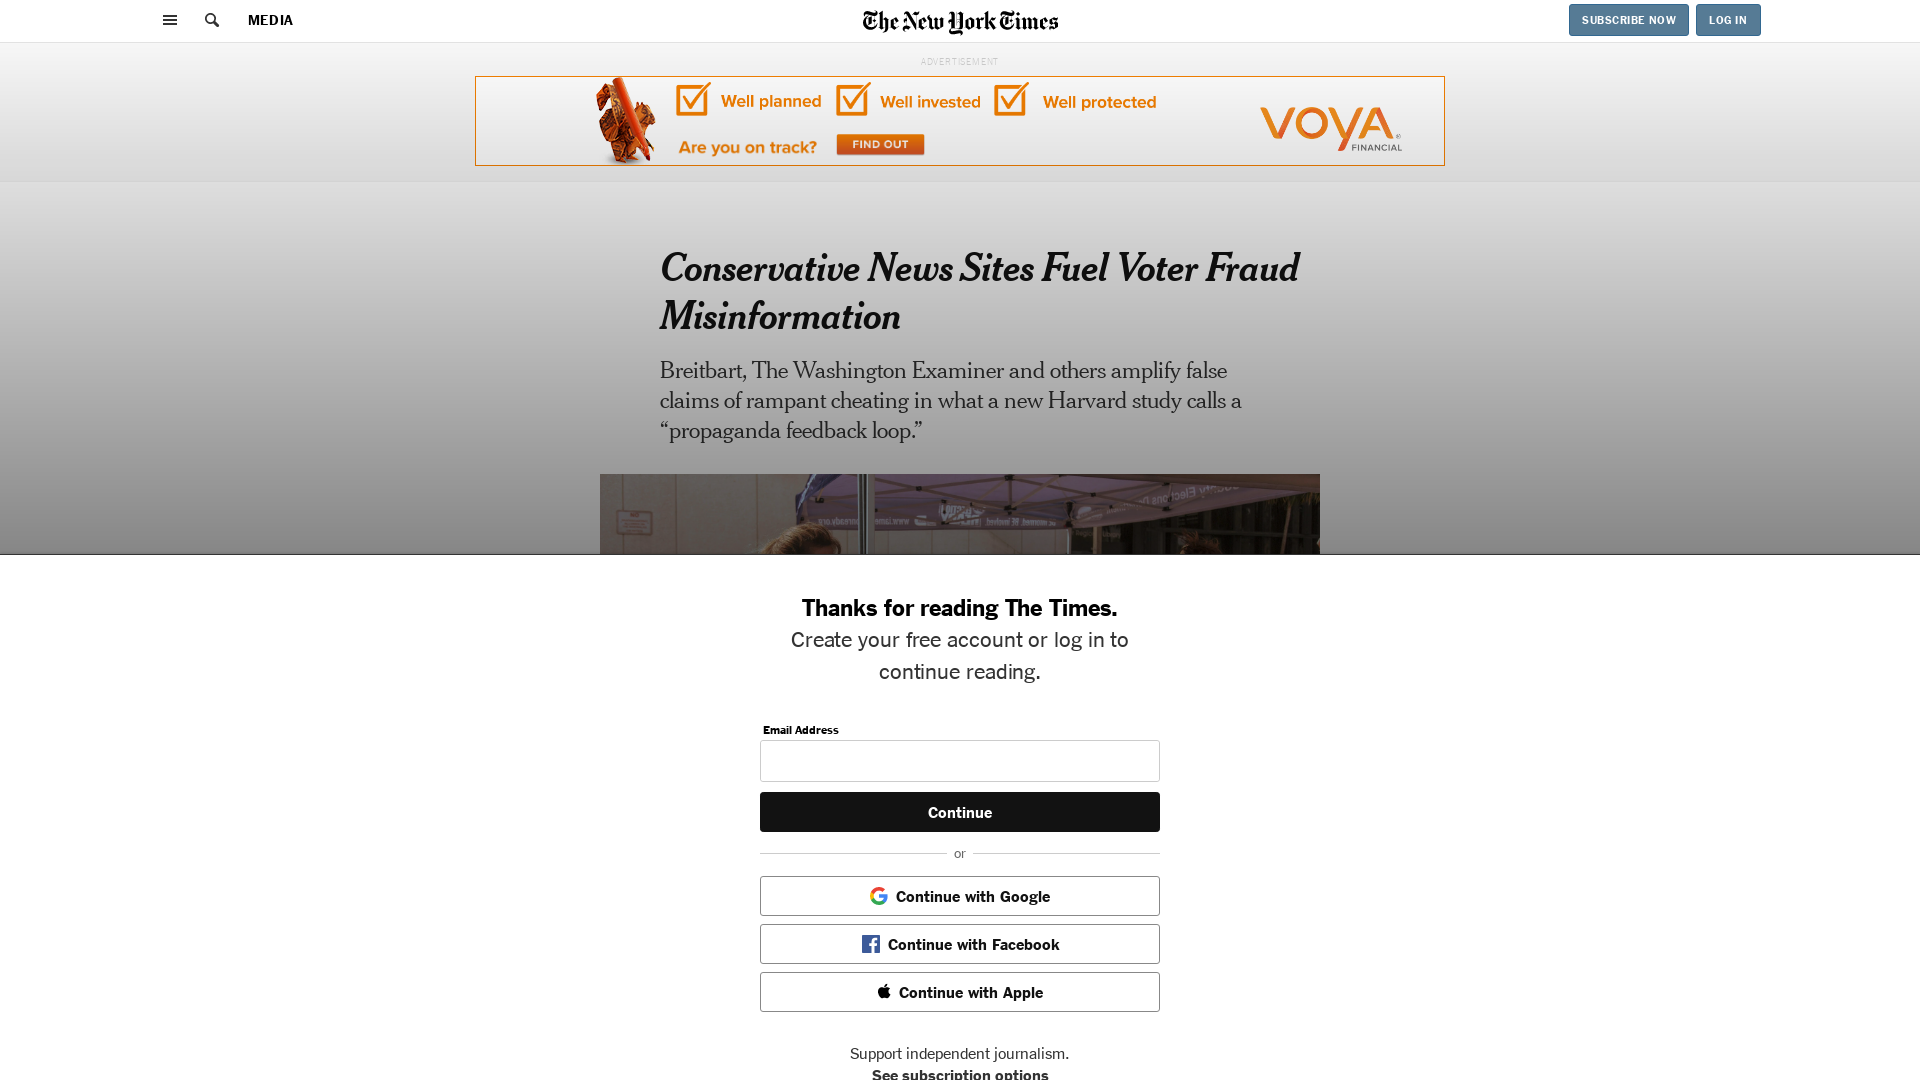 MEDIA
The New York Times
SUBSCRIBE NOW
LOG IN
ADVERTISEMENT
Well planned
Well invested
Well protected
Are you on track?
FIND OUT
VOYA
FINANCIAL
Conservative News Sites Fuel Voter Fraud
Misinformation
Breitbart, The Washington Examiner and others amplify false
claims of rampant cheating in what a new Harvard study calls a
“propaganda feedback loop.”
Thanks for reading The Times.
Create your free account or log in to
continue reading.
Email Address
Continue
or
Continue with Google
Continue with Facebook
Continue with Apple
Support independent journalism.
See subscription options